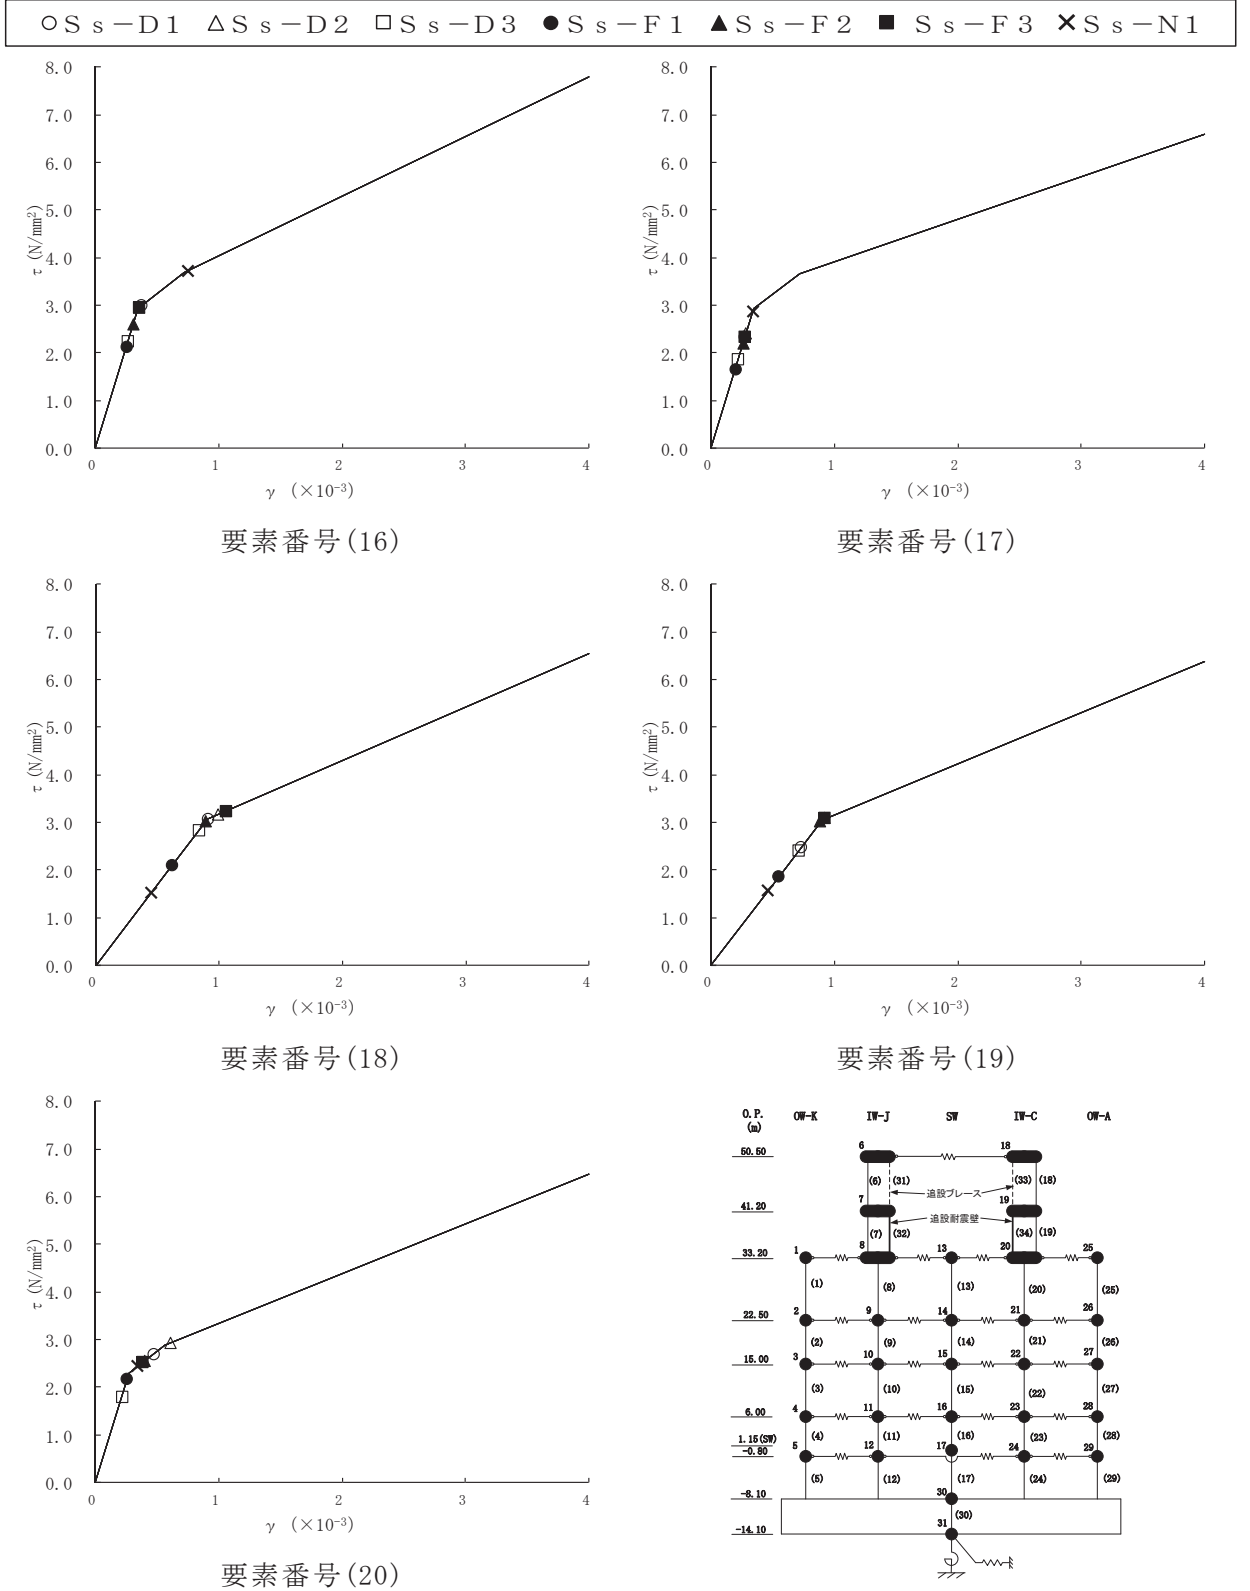 ○Ｓｓ－Ｄ１ △Ｓｓ－Ｄ２ □Ｓｓ－Ｄ３ ●Ｓｓ－Ｆ１ ▲Ｓｓ－Ｆ２ ■Ｓｓ－Ｆ３ ×Ｓｓ－Ｎ１
8.0
7.0
6.0
5.0
4.0
3.0
2.0
1.0
0.0
τ (N/mm²)
0 1 2 3 4
γ (×10⁻³)
要素番号(16)
8.0
7.0
6.0
5.0
4.0
3.0
2.0
1.0
0.0
τ (N/mm²)
0 1 2 3 4
γ (×10⁻³)
要素番号(17)
8.0
7.0
6.0
5.0
4.0
3.0
2.0
1.0
0.0
τ (N/mm²)
0 1 2 3 4
γ (×10⁻³)
要素番号(18)
8.0
7.0
6.0
5.0
4.0
3.0
2.0
1.0
0.0
τ (N/mm²)
0 1 2 3 4
γ (×10⁻³)
要素番号(19)
8.0
7.0
6.0
5.0
4.0
3.0
2.0
1.0
0.0
τ (N/mm²)
0 1 2 3 4
γ (×10⁻³)
要素番号(20)
O.P. OW-K IW-J SW IW-C OW-A
(m)
50.50 6 18
(6) (31) (33) (18)
追設ブレース
41.20 7 19
追設耐震壁
(7) (32) (34) (19)
33.20 1 8 13 20 25
(1) (8) (13) (20) (25)
22.50 2 9 14 21 26
(2) (9) (14) (21) (26)
15.00 3 10 15 22 27
(3) (10) (15) (22) (27)
6.00 4 11 16 23 28
(4) (11) (16) (23) (28)
1.15(SW) 17
-0.80 5 12 24 29
(5) (12) (17) (24) (29)
-8.10 30
(30)
-14.10 31